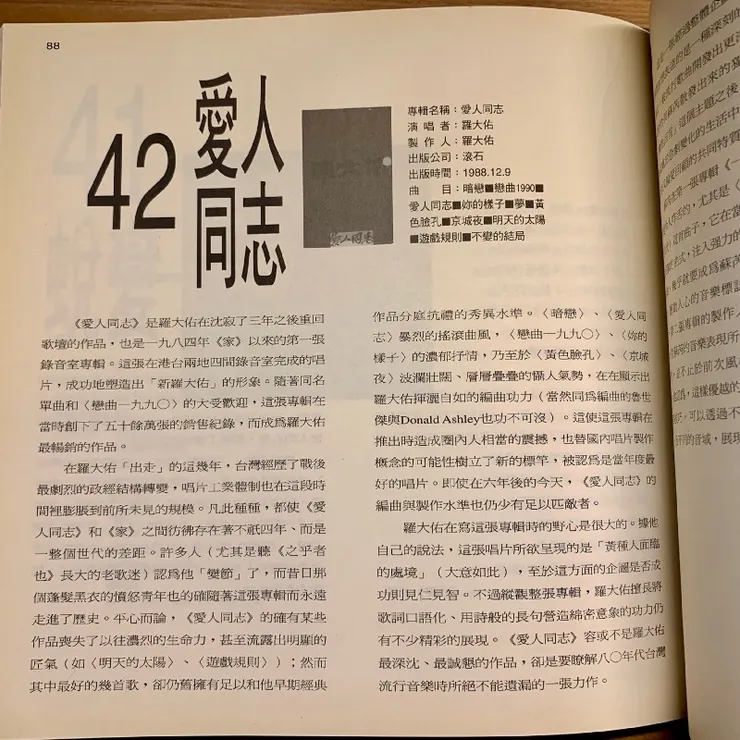 88
42
愛人
同志
專輯名稱：愛人同志
演唱者：羅大佑
製作人：羅大佑
出版公司：滾石
出版時間：1988.12.9
曲目：暗戀■戀曲1990■
愛人同志■妳的樣子■夢■黃
色臉孔■京城夜■明天的太陽
■遊戲規則■不變的結局
愛人同志
《愛人同志》是羅大佑在沈寂了三年之後重回
歌壇的作品，也是一九八四年《家》以來的第一張
錄音室專輯。這張在港台兩地四間錄音室完成的唱
片，成功地塑造出「新羅大佑」的形象。隨著同名
單曲和〈戀曲一九九〇〉的大受歡迎，這張專輯在
當時創下了五十餘萬張的銷售紀錄，而成爲羅大佑
最暢銷的作品。
在羅大佑「出走」的這幾年，台灣經歷了戰後
最劇烈的政經結構轉變，唱片工業體制也在這段時
間裡膨脹到前所未見的規模。凡此種種，都使《愛
人同志》和《家》之間彷彿存在著不祇四年、而是
一整個世代的差距。許多人（尤其是聽《之乎者
也》長大的老歌迷）認爲他「變節」了，而昔日那
個蓬髮黑衣的憤怒青年也的確隨著這張專輯而永遠
走進了歷史。平心而論，《愛人同志》的確有某些
作品喪失了以往濃烈的生命力，甚至流露出明顯的
匠氣（如〈明天的太陽〉、〈遊戲規則〉）；然而
其中最好的幾首歌，卻仍舊擁有足以和他早期經典
作品分庭抗禮的秀異水準。〈暗戀〉、〈愛人同
志〉暴烈的搖滾曲風，〈戀曲一九九〇〉、〈妳的
樣子〉的濃郁抒情，乃至於〈黃色臉孔〉、〈京城
夜〉波瀾壯闊、層層疊疊的懾人氣勢，在在顯示出
羅大佑揮灑自如的編曲功力（當然同爲編曲的魯世
傑與Donald Ashley也功不可沒）。這使這張專輯在
推出時造成圈內人相當的震撼，也替國內唱片製作
概念的可能性樹立了新的標竿，被認爲是當年度最
好的唱片。即使在六年後的今天，《愛人同志》的
編曲與製作水準也仍少有足以匹敵者。
羅大佑在寫這張專輯時的野心是很大的。據他
自己的說法，這張唱片所欲呈現的是「黃種人面臨
的處境」（大意如此），至於這方面的企圖是否成
功則見仁見智。不過縱觀整張專輯，羅大佑擅長將
歌詞口語化、用詩般的長句營造綿密意象的功力仍
有不少精彩的展現。《愛人同志》容或不是羅大佑
最深沈、最誠懇的作品，卻是要瞭解八〇年代台灣
流行音樂時所絕不能遺漏的一張力作。